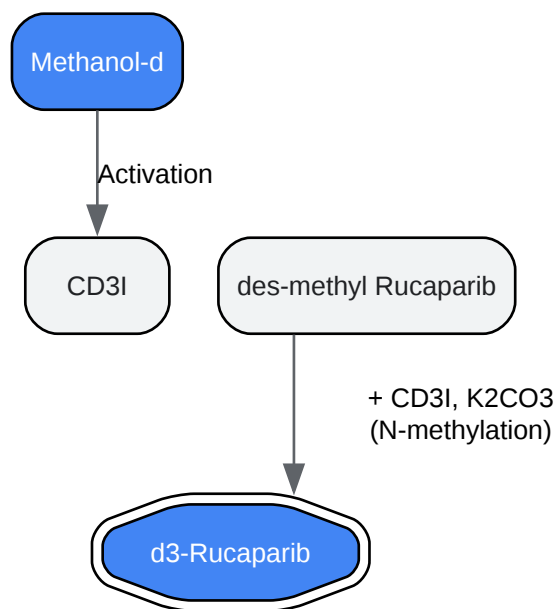 Methanol-d
Activation
CD3I
des-methyl Rucaparib
+ CD3I, K2CO3
(N-methylation)
d3-Rucaparib